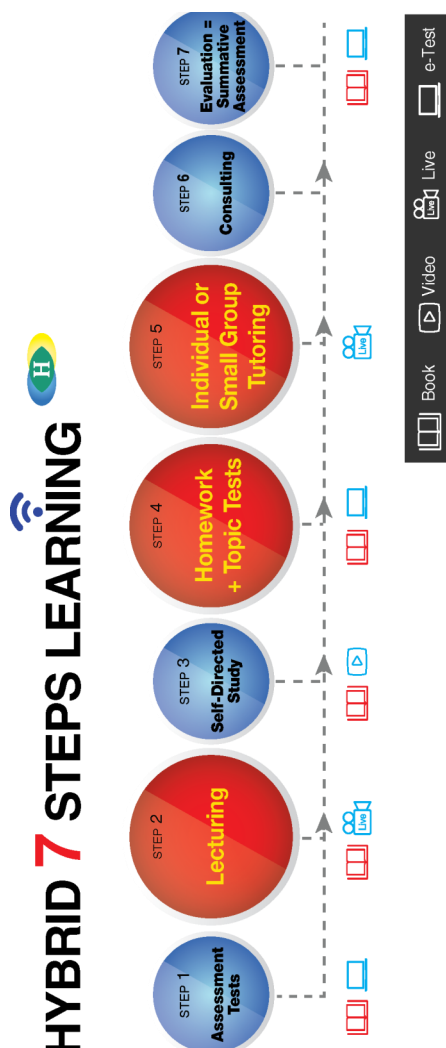 HYBRID 7 STEPS LEARNING
H
STEP 1
Assessment
Tests
STEP 2
Lecturing
STEP 3
Self-Directed
Study
STEP 4
Homework
+ Topic Tests
STEP 5
Individual or
Small Group
Tutoring
STEP 6
Consulting
STEP 7
Evaluation =
Summative
Assessment
Live
Live
Book
Video
Live
Live
e-Test